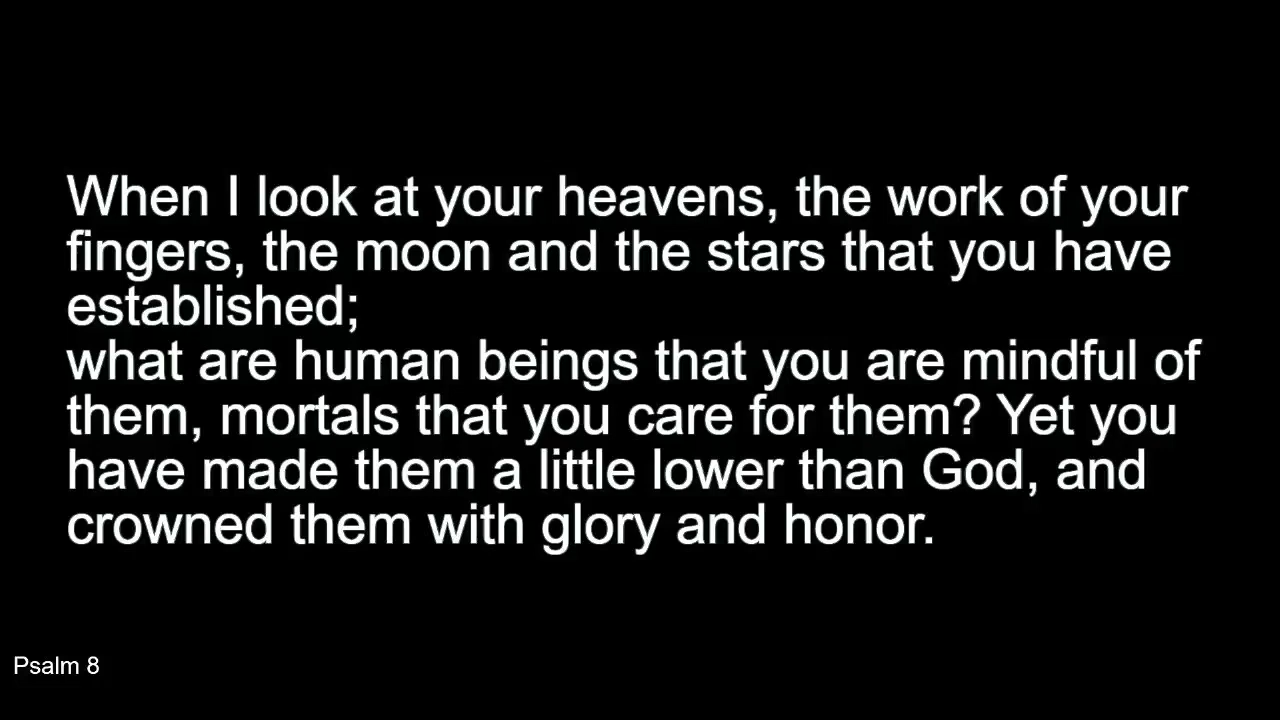 When I look at your heavens, the work of your
fingers, the moon and the stars that you have
established;
what are human beings that you are mindful of
them, mortals that you care for them? Yet you
have made them a little lower than God, and
crowned them with glory and honor.
Psalm 8